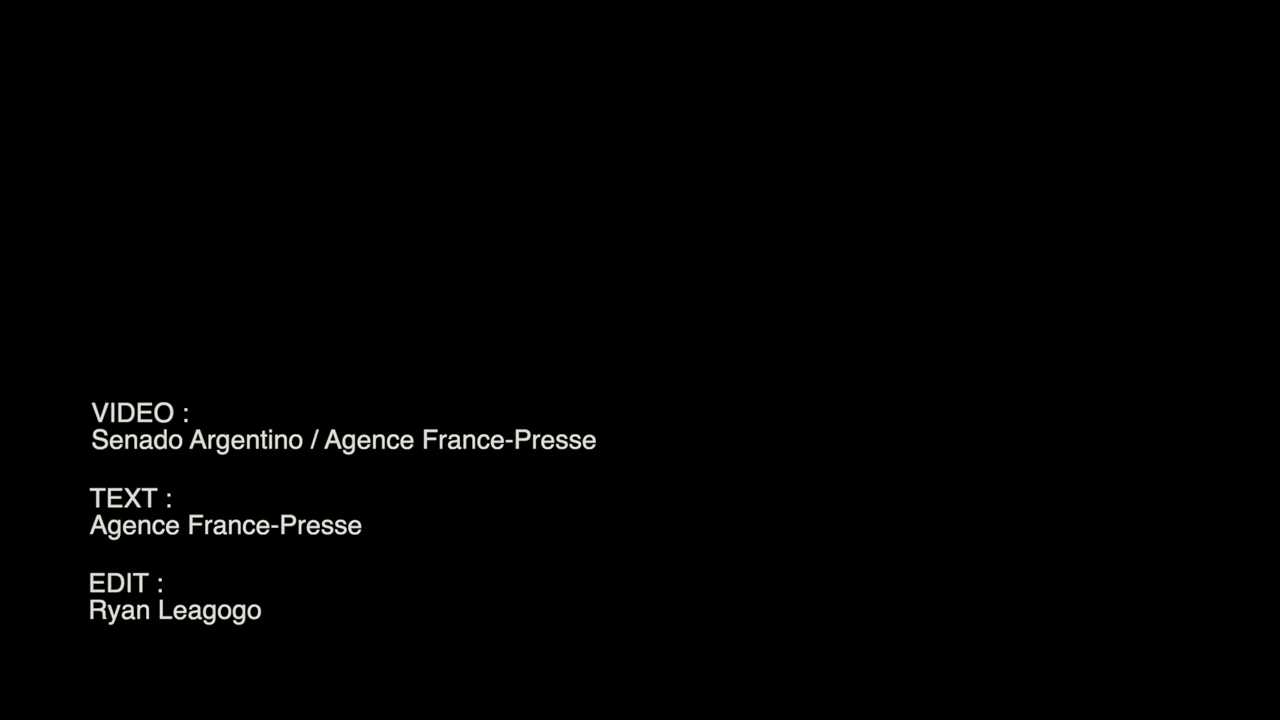 VIDEO :
Senado Argentino / Agence France-Presse
TEXT :
Agence France-Presse
EDIT :
Ryan Leagogo